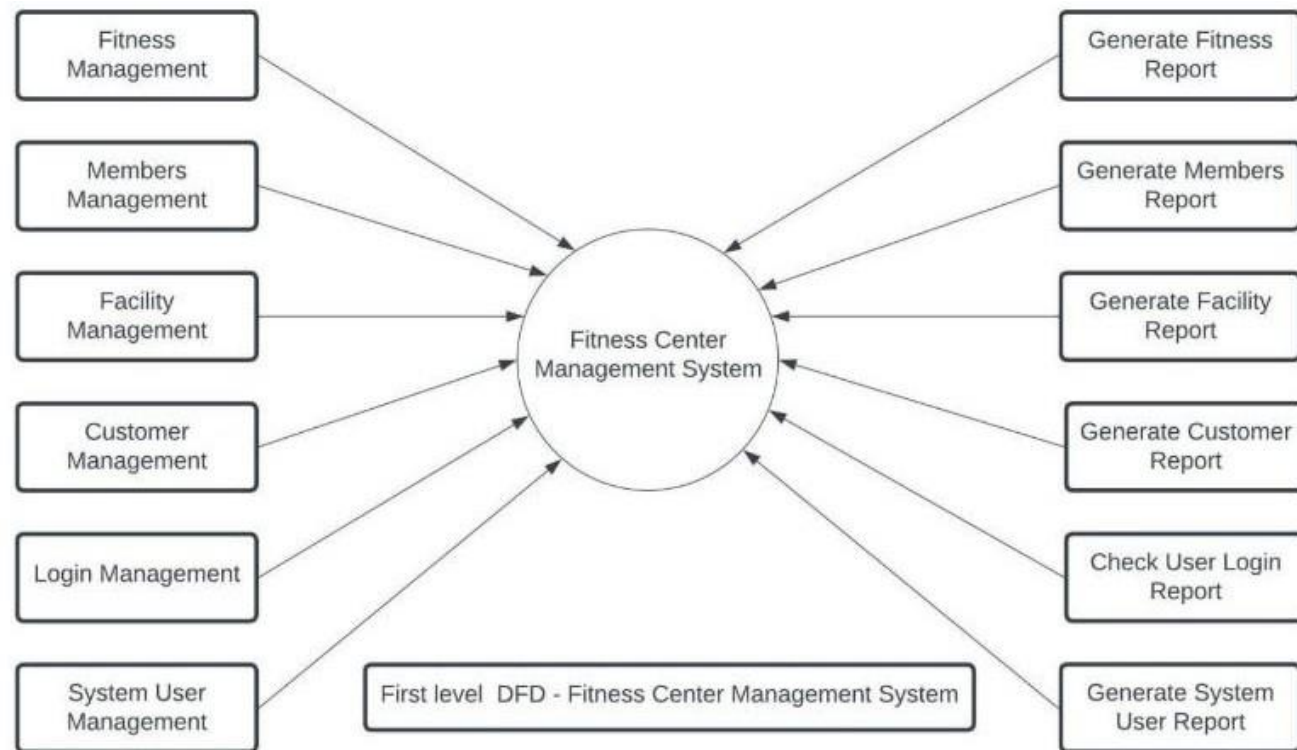 Fitness
Management
Members
Management
Facility
Management
Customer
Management
Login Management
System User
Management
Fitness Center
Management System
First level DFD - Fitness Center Management System
Generate Fitness
Report
Generate Members
Report
Generate Facility
Report
Generate Customer
Report
Check User Login
Report
Generate System
User Report